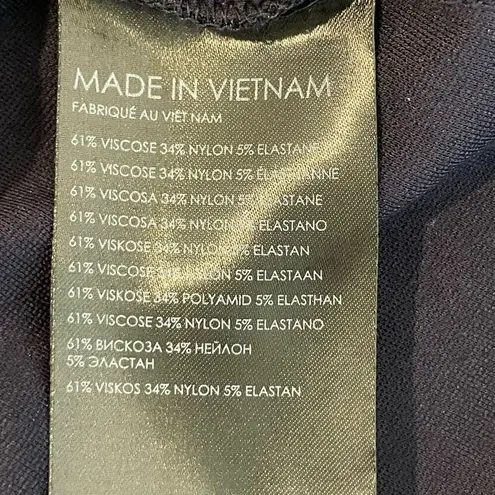 MADE IN VIETNAM
FABRIQUÉ AU VIÊT NAM
61% VISCOSE 34% NYLON 5% ELASTANE
61% VISCOSE 34% NYLON 5% ELASTHANNE
61% VISCOSA 34% NYLON 5% ELASTANE
61% VISCOSA 34% NYLON 5% ELASTANO
61% VISKOSE 34% NYLON 5% ELASTAN
61% VISCOSE 34% NYLON 5% ELASTAAN
61% VISKOSE 34% POLYAMID 5% ELASTHAN
61% VISCOSE 34% NYLON 5% ELASTANO
61% ВИСКОЗА 34% НЕЙЛОН
5% ЭЛАСТАН
61% VISKOS 34% NYLON 5% ELASTAN